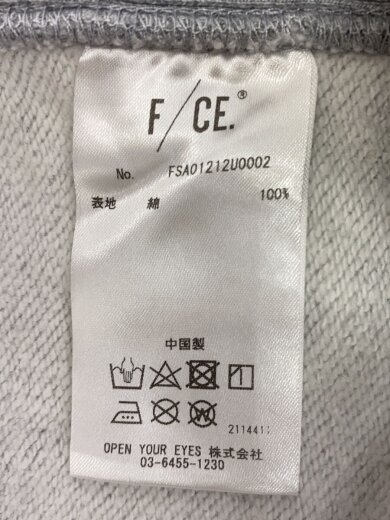 F/CE.®
No. FSA01212U0002
表地 綿 100%
中国製
2114411
OPEN YOUR EYES 株式会社
03-6455-1230